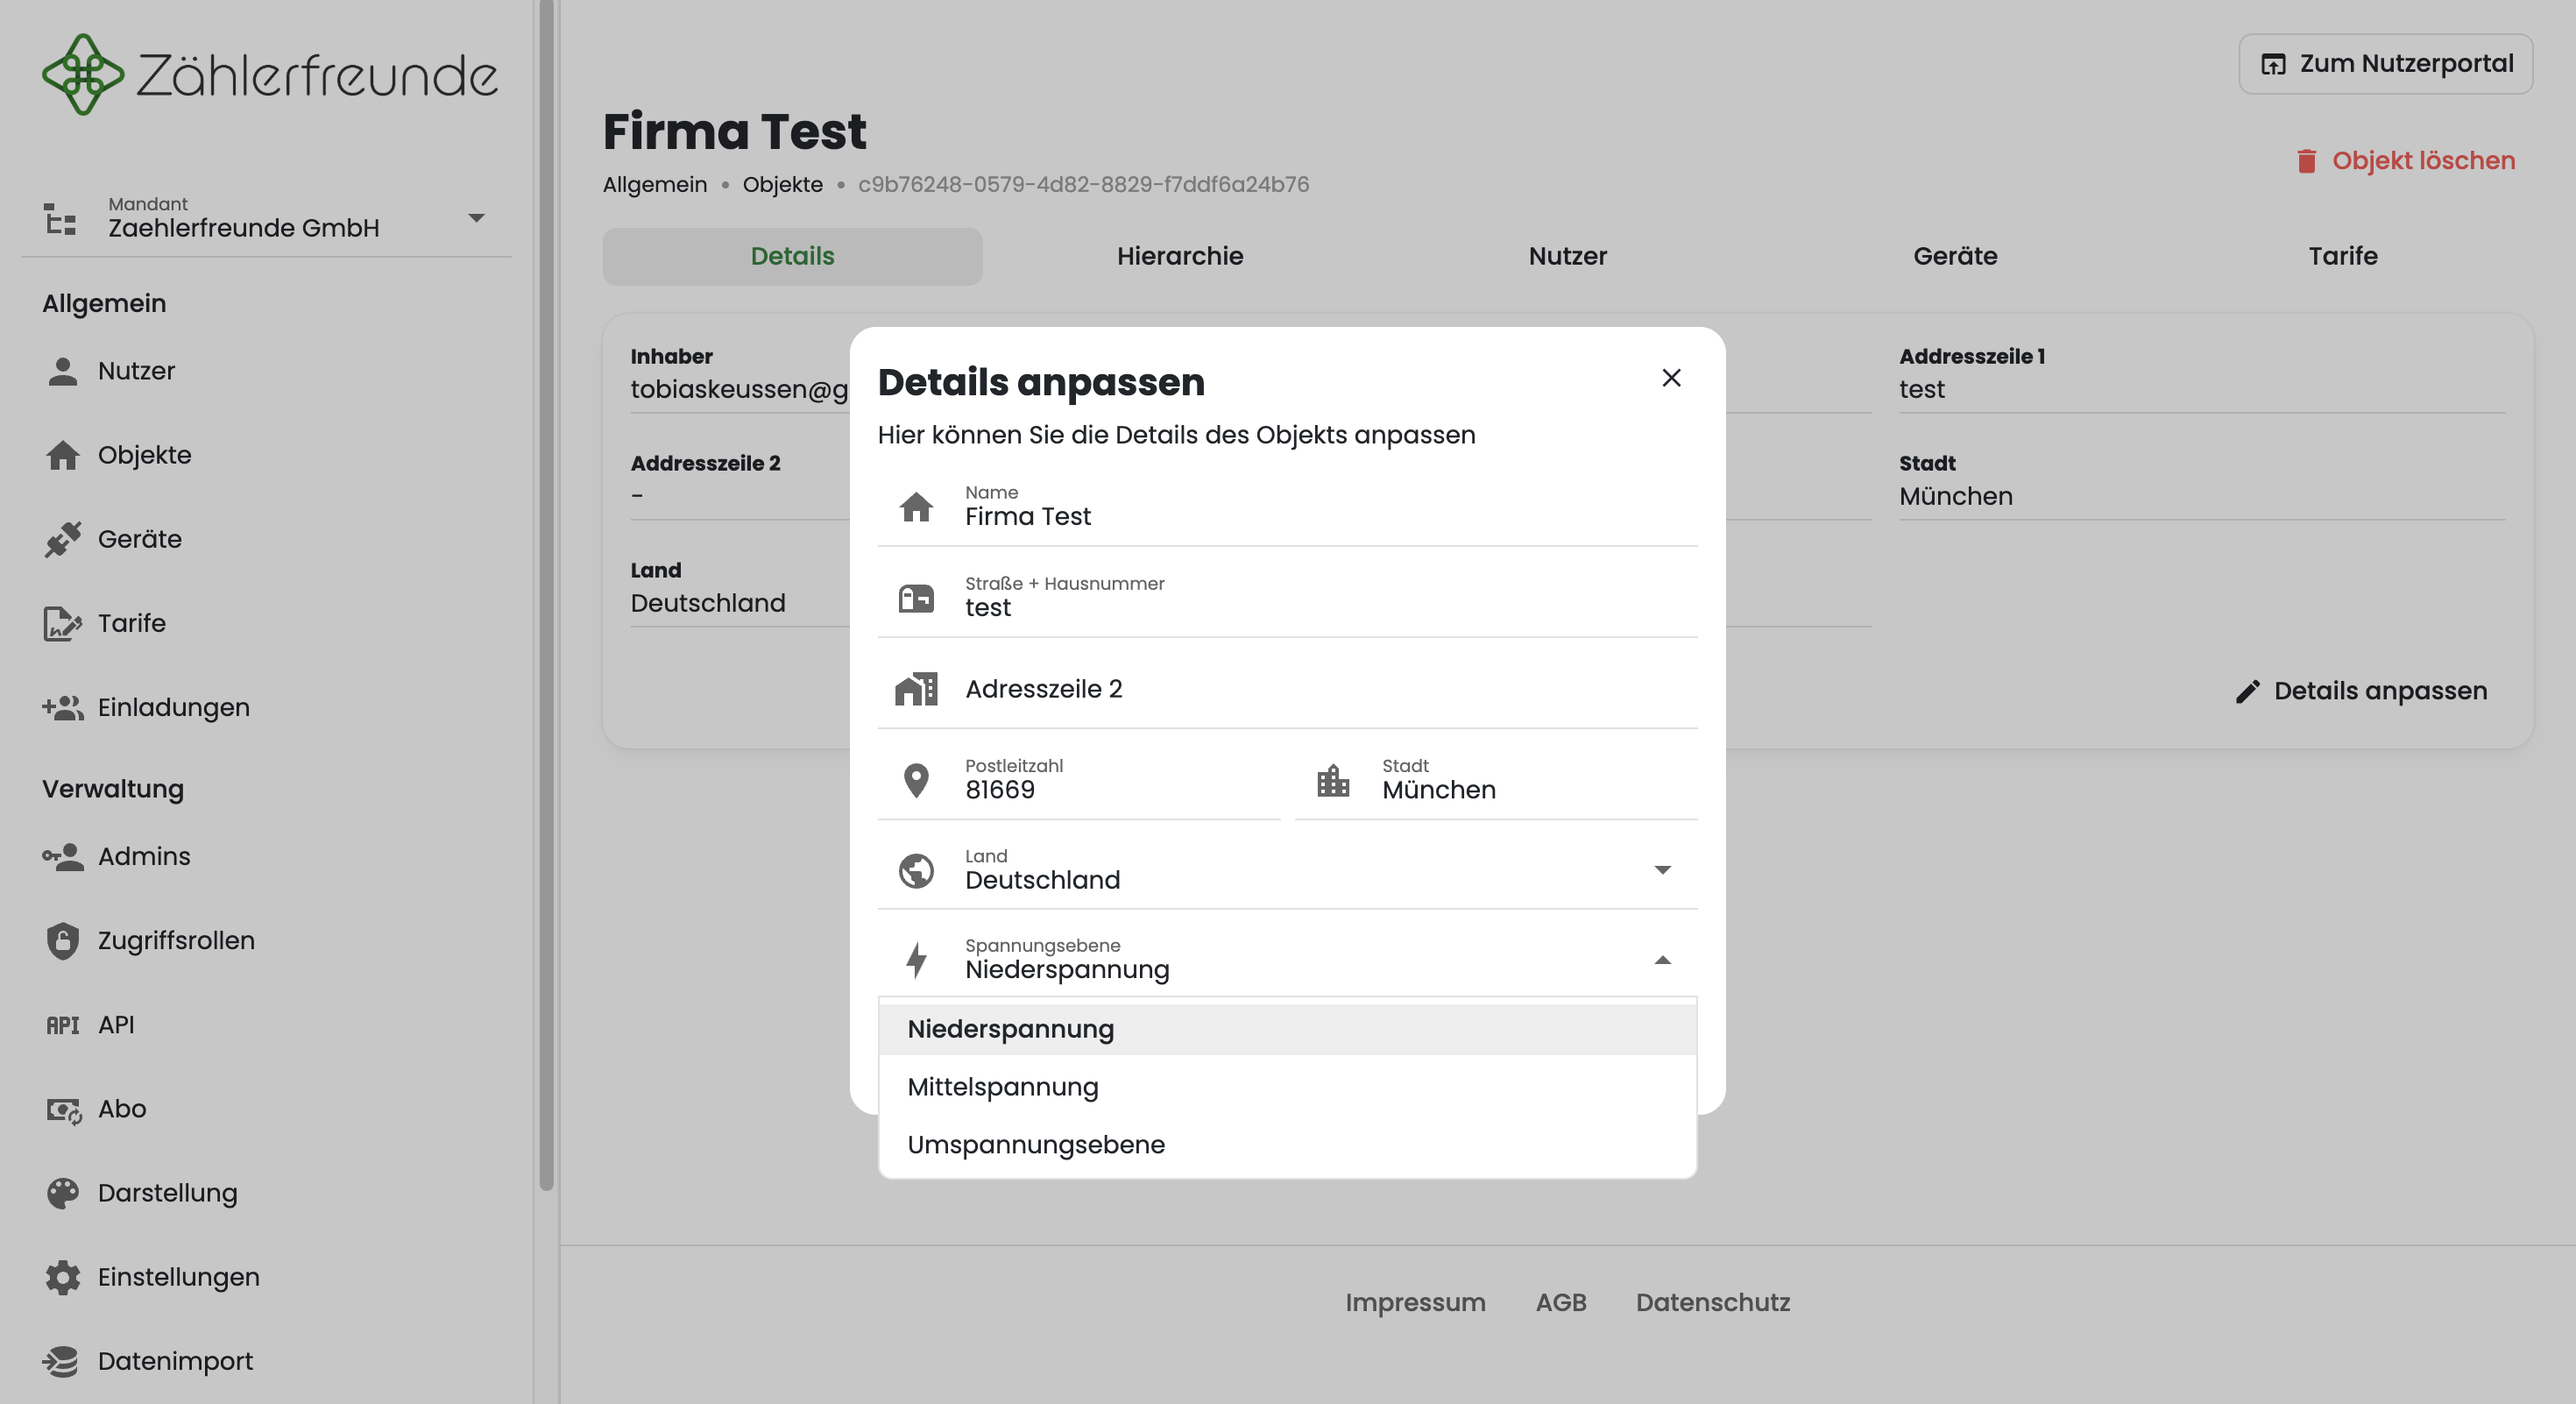 Zählerfreunde
Mandant
Zaehlerfreunde GmbH
Allgemein
Nutzer
Objekte
Geräte
Tarife
Einladungen
Verwaltung
Admins
Zugriffsrollen
API API
Abo
Darstellung
Einstellungen
Datenimport
Zum Nutzerportal
Firma Test
Allgemein • Objekte • c9b76248-0579-4d82-8829-f7ddf6a24b76
Objekt löschen
Details Hierarchie Nutzer Geräte Tarife
Inhaber
tobiaskeussen@g
Addresszeile 1
test
Addresszeile 2
-
Stadt
München
Land
Deutschland
Details anpassen
Details anpassen
Hier können Sie die Details des Objekts anpassen
Name
Firma Test
Straße + Hausnummer
test
Adresszeile 2
Postleitzahl
81669
Stadt
München
Land
Deutschland
Spannungsebene
Niederspannung
Niederspannung
Mittelspannung
Umspannungsebene
Impressum AGB Datenschutz